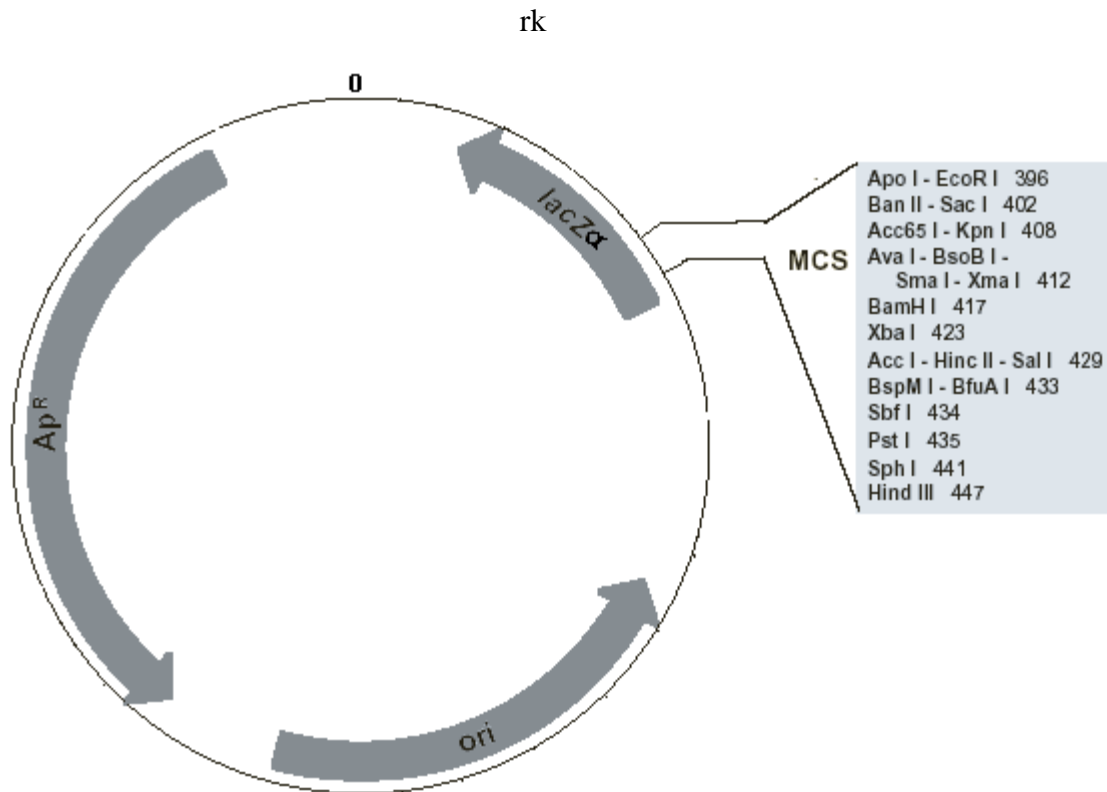 rk
0
lacZα
MCS
Apo I - EcoR I 396
Ban II - Sac I 402
Acc65 I - Kpn I 408
Ava I - BsoB I -
Sma I - Xma I 412
BamH I 417
Xba I 423
Acc I - Hinc II - Sal I 429
BspM I - BfuA I 433
Sbf I 434
Pst I 435
Sph I 441
Hind III 447
Ap^R
ori